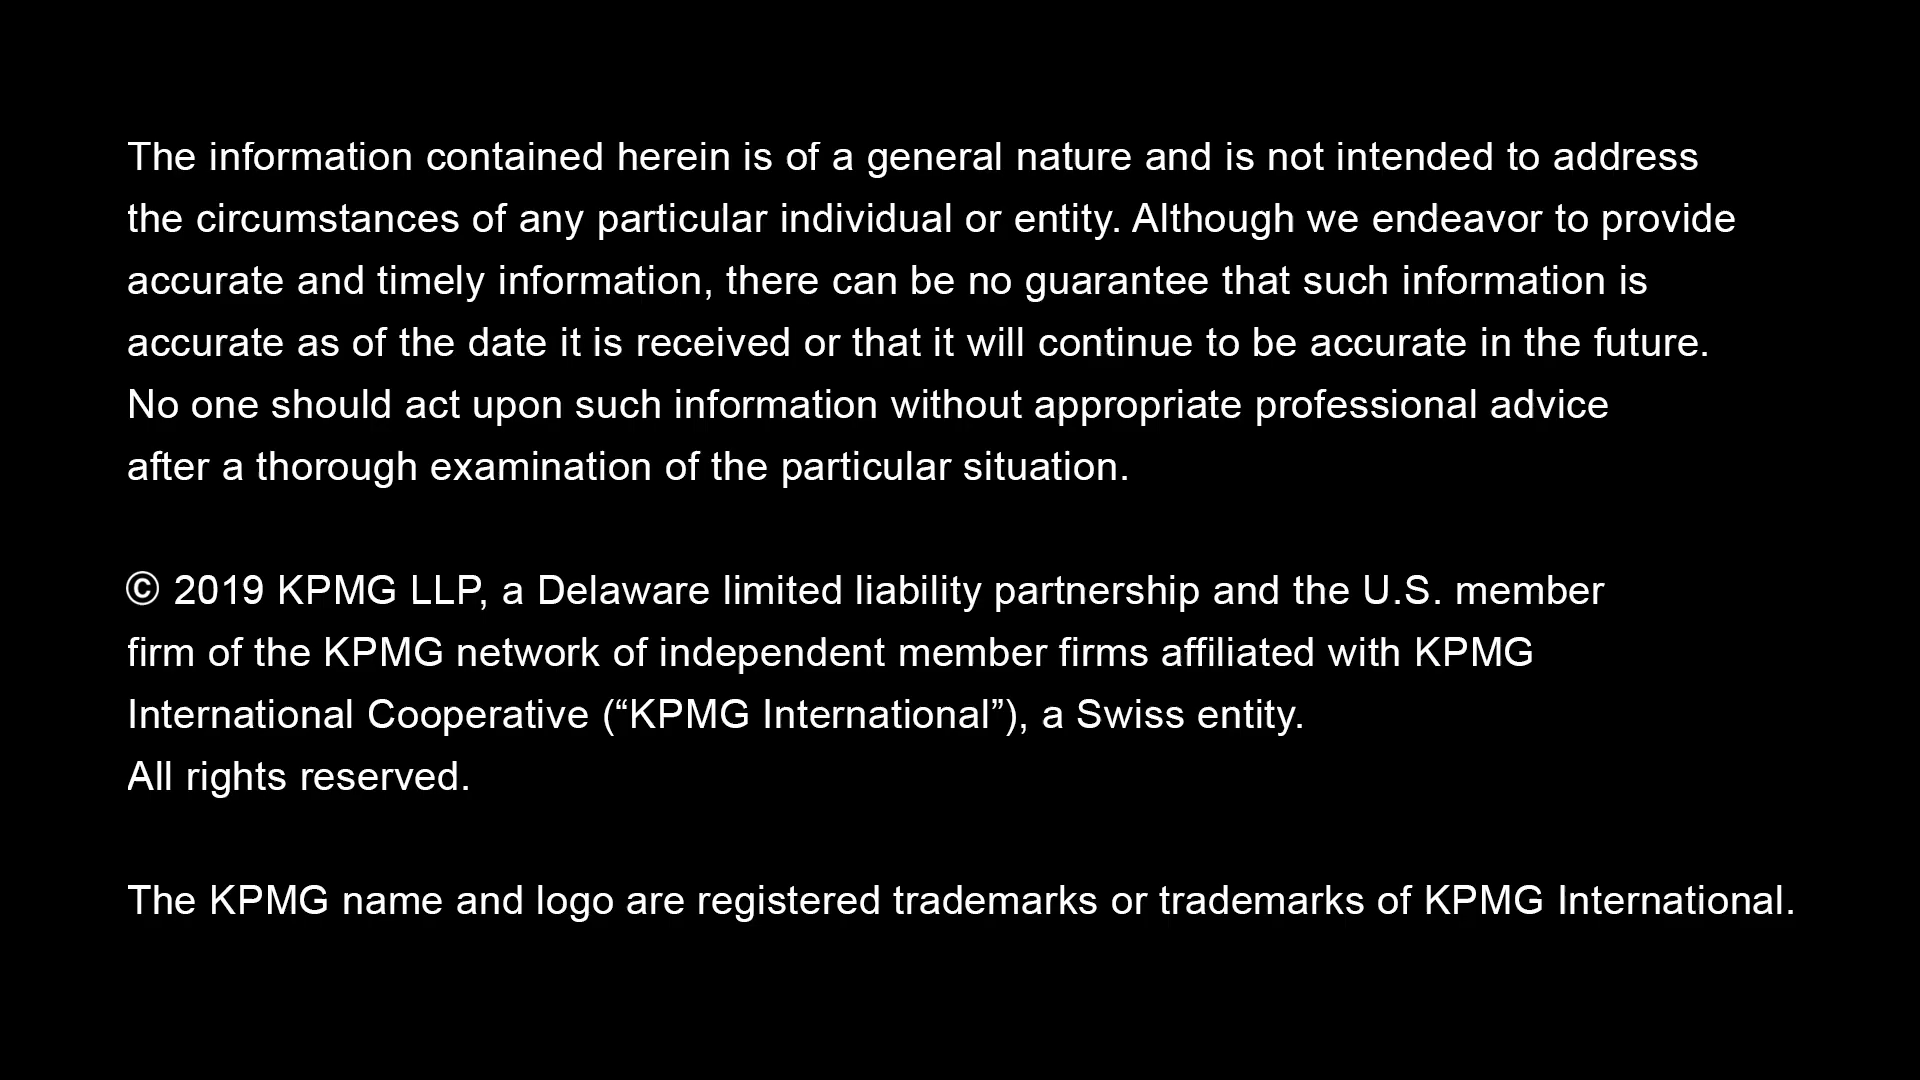 The information contained herein is of a general nature and is not intended to address
the circumstances of any particular individual or entity. Although we endeavor to provide
accurate and timely information, there can be no guarantee that such information is
accurate as of the date it is received or that it will continue to be accurate in the future.
No one should act upon such information without appropriate professional advice
after a thorough examination of the particular situation.
© 2019 KPMG LLP, a Delaware limited liability partnership and the U.S. member
firm of the KPMG network of independent member firms affiliated with KPMG
International Cooperative (“KPMG International”), a Swiss entity.
All rights reserved.
The KPMG name and logo are registered trademarks or trademarks of KPMG International.